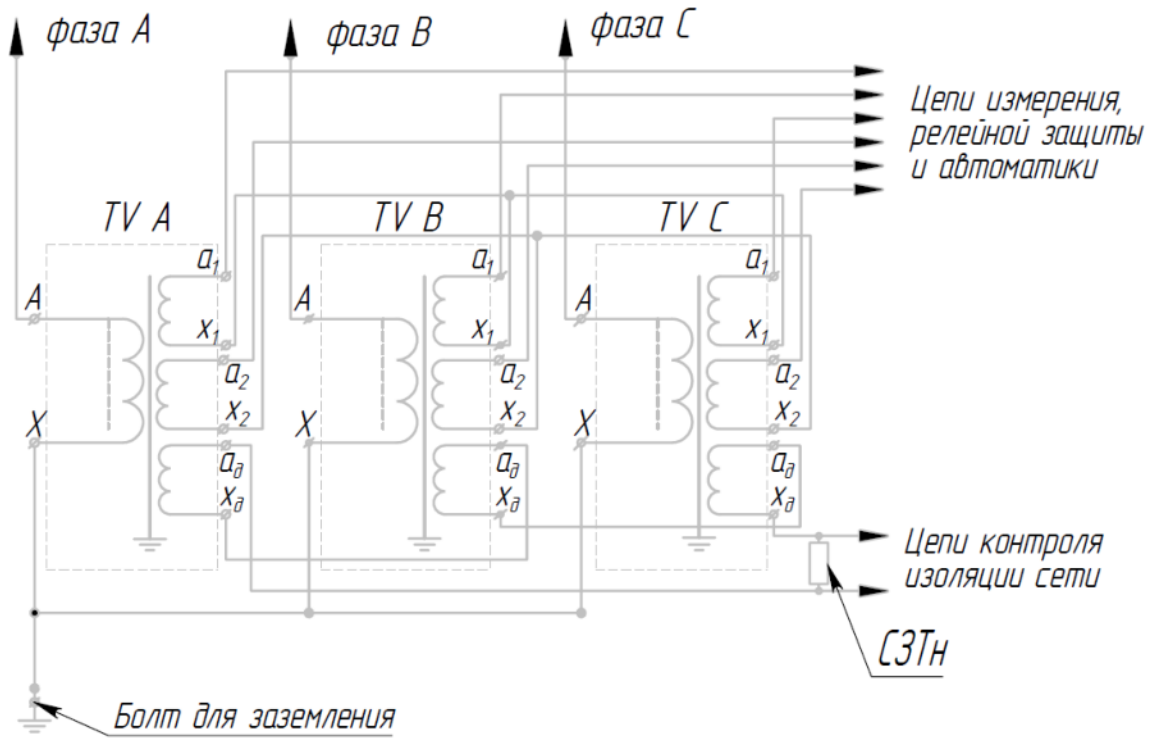 фаза А
фаза В
фаза С
Цепи измерения,
релейной защиты
и автоматики
TV A
TV B
TV C
А
Х
a1
x1
a2
x2
aд
xд
А
Х
a1
x1
a2
x2
aд
xд
А
Х
a1
x1
a2
x2
aд
xд
Цепи контроля
изоляции сети
СЗТн
Болт для заземления